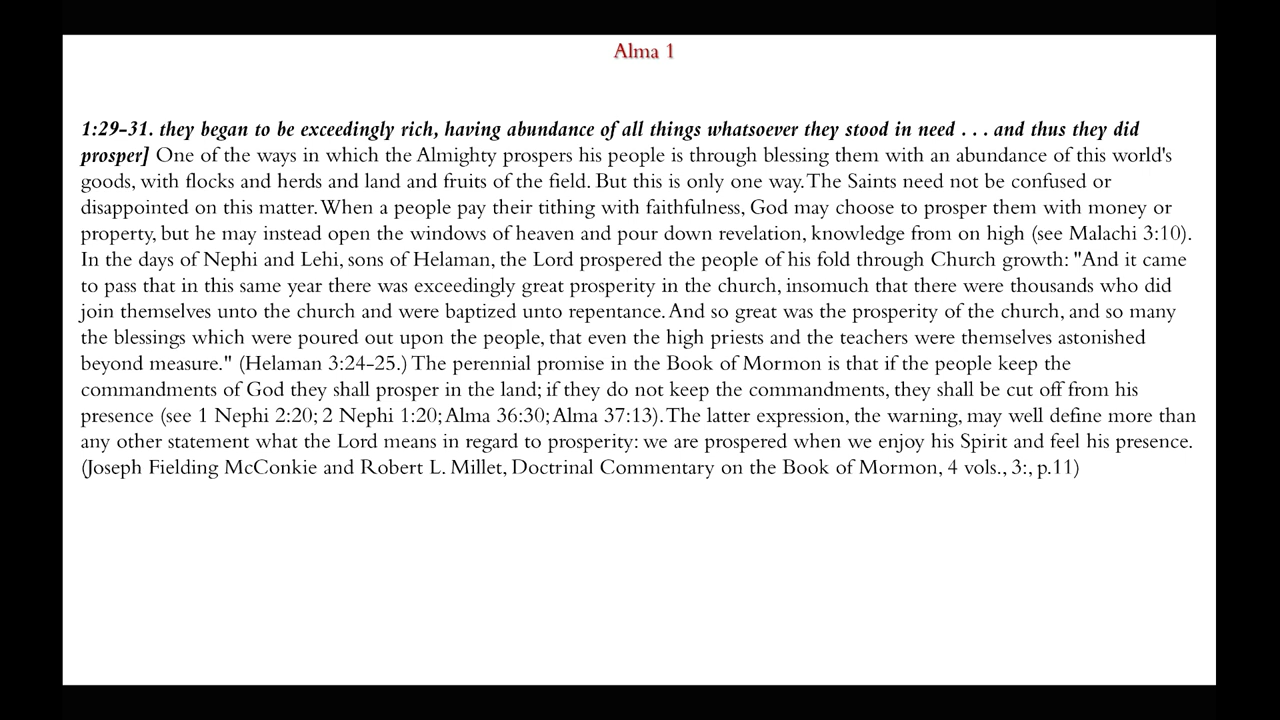 Alma 1
1:29-31. they began to be exceedingly rich, having abundance of all things whatsoever they stood in need . . . and thus they did
prosper] One of the ways in which the Almighty prospers his people is through blessing them with an abundance of this world's
goods, with flocks and herds and land and fruits of the field. But this is only one way. The Saints need not be confused or
disappointed on this matter. When a people pay their tithing with faithfulness, God may choose to prosper them with money or
property, but he may instead open the windows of heaven and pour down revelation, knowledge from on high (see Malachi 3:10).
In the days of Nephi and Lehi, sons of Helaman, the Lord prospered the people of his fold through Church growth: "And it came
to pass that in this same year there was exceedingly great prosperity in the church, insomuch that there were thousands who did
join themselves unto the church and were baptized unto repentance. And so great was the prosperity of the church, and so many
the blessings which were poured out upon the people, that even the high priests and the teachers were themselves astonished
beyond measure." (Helaman 3:24-25.) The perennial promise in the Book of Mormon is that if the people keep the
commandments of God they shall prosper in the land; if they do not keep the commandments, they shall be cut off from his
presence (see 1 Nephi 2:20; 2 Nephi 1:20; Alma 36:30; Alma 37:13). The latter expression, the warning, may well define more than
any other statement what the Lord means in regard to prosperity: we are prospered when we enjoy his Spirit and feel his presence.
(Joseph Fielding McConkie and Robert L. Millet, Doctrinal Commentary on the Book of Mormon, 4 vols., 3:, p.11)